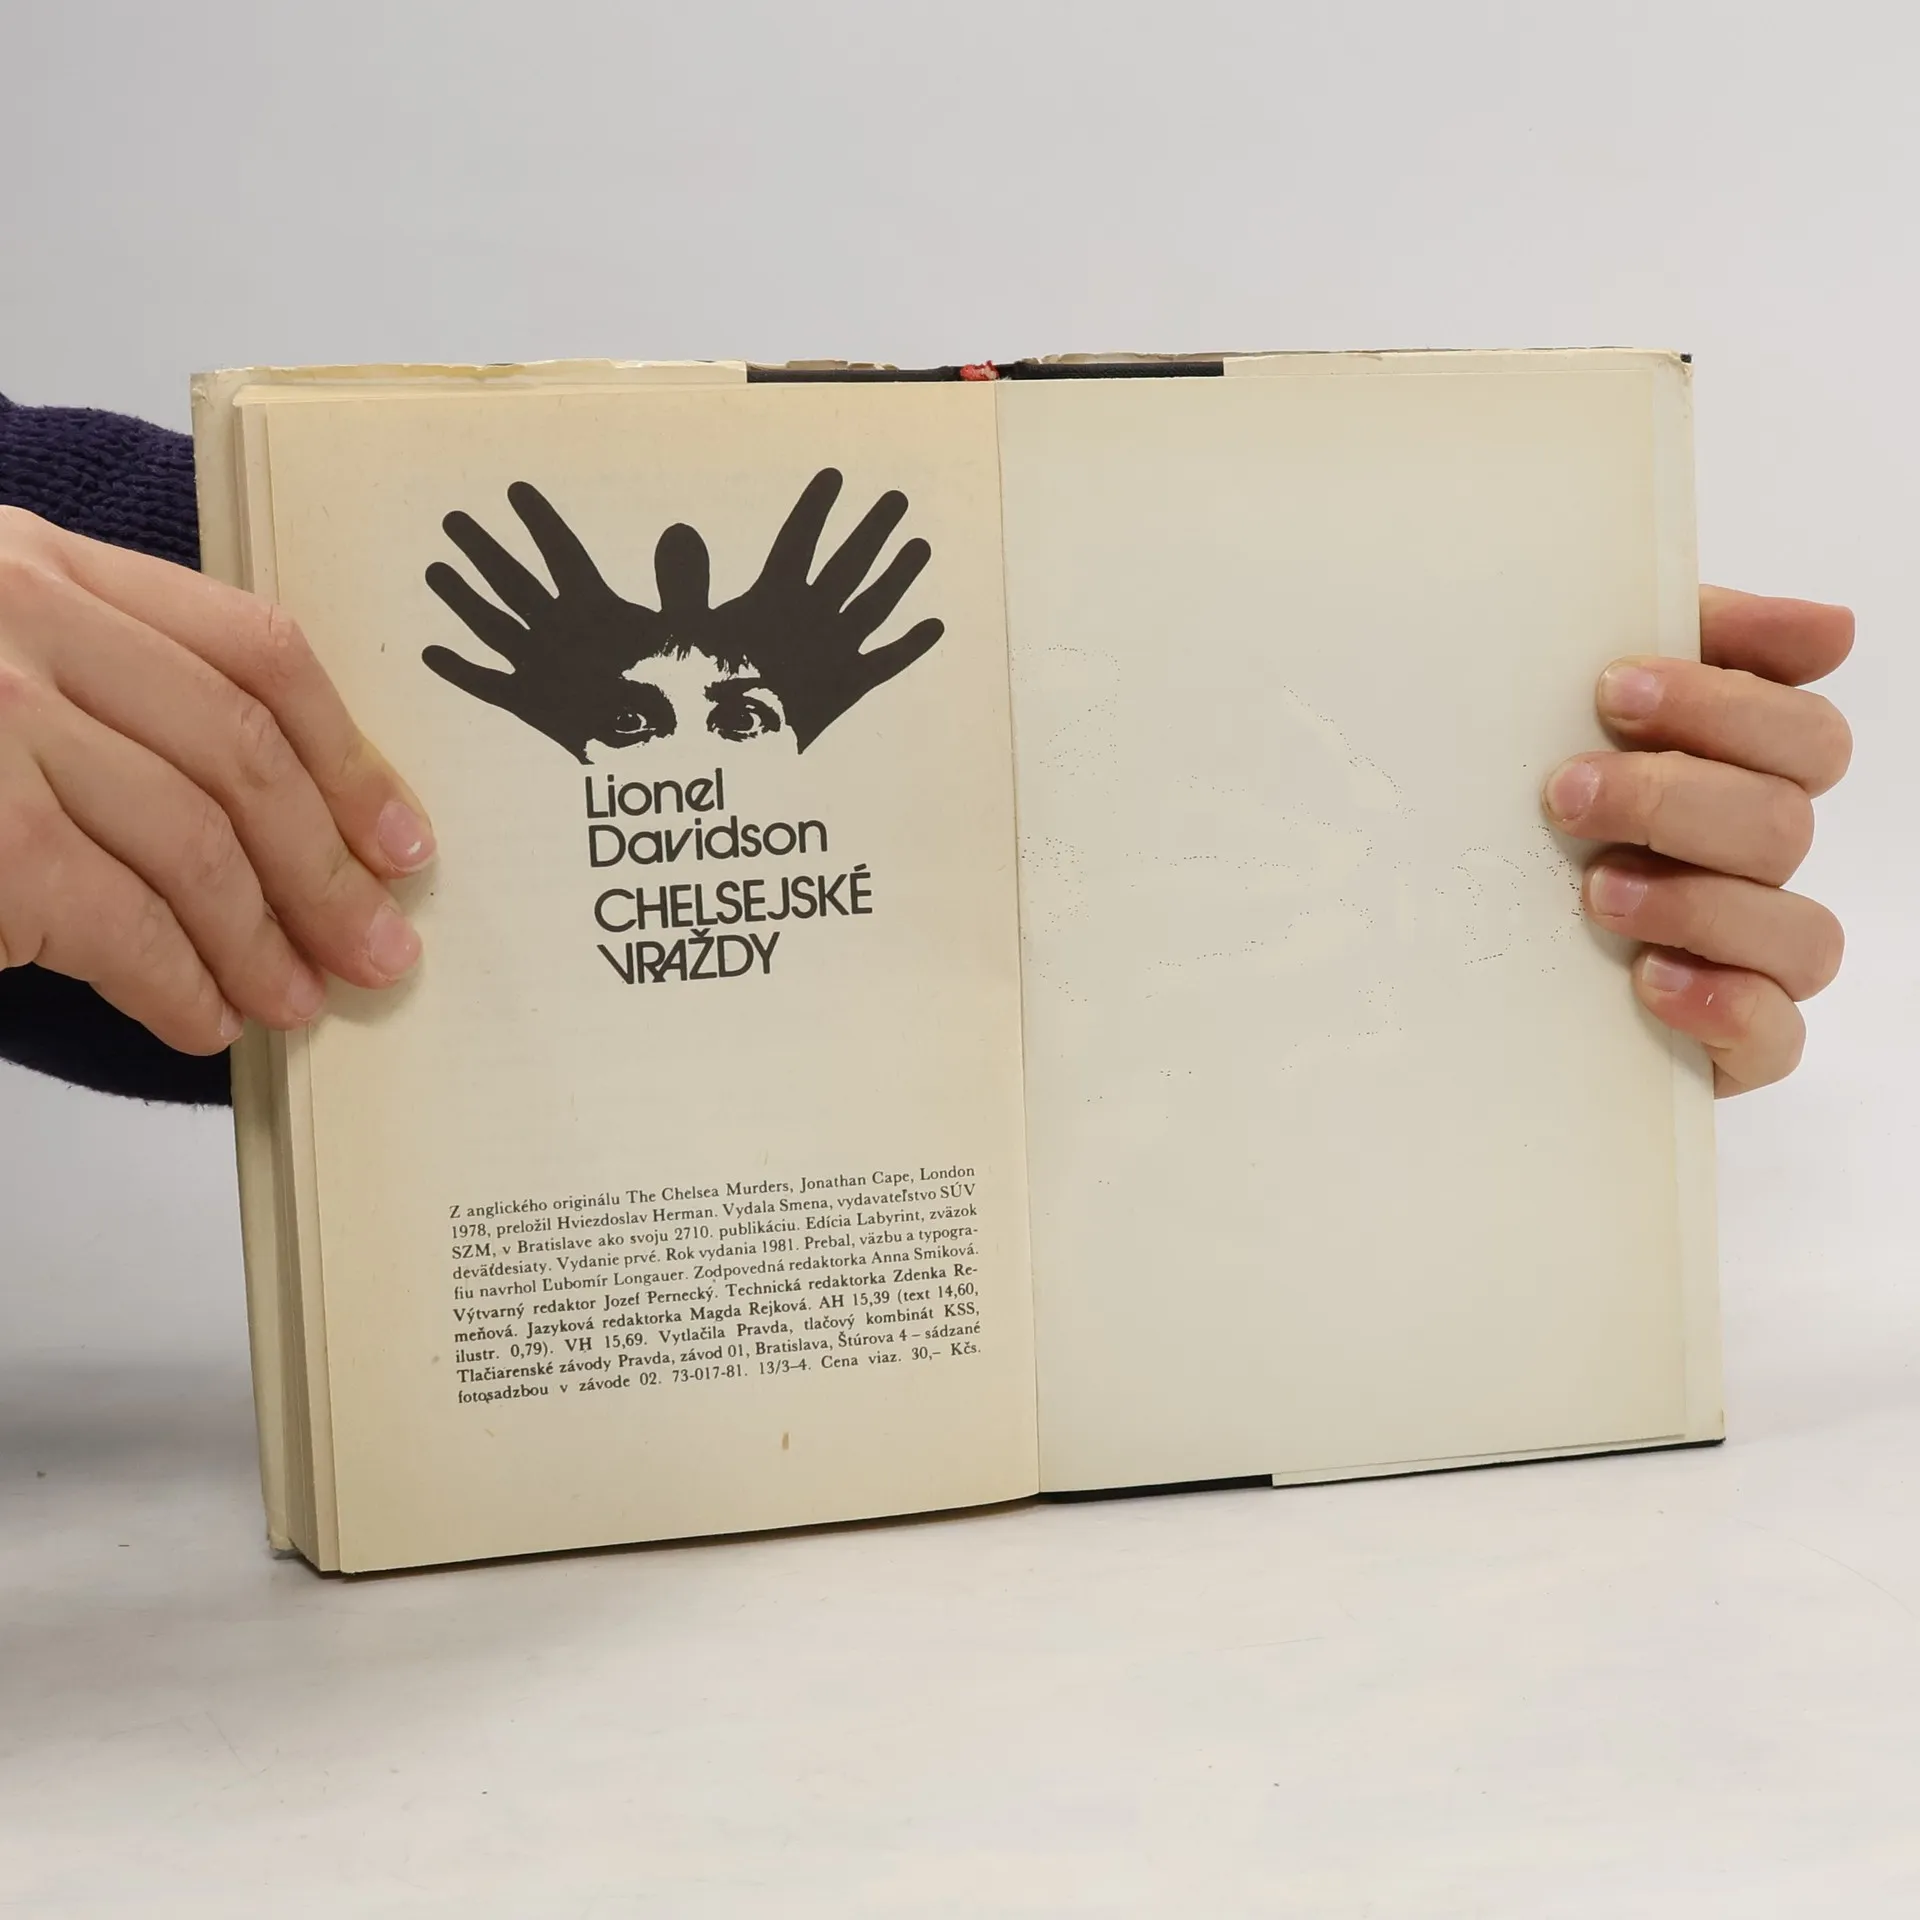 Lionel
Davidson
CHELSEJSKÉ
VRAŽDY
Z anglického originálu The Chelsea Murders, Jonathan Cape, London
1978, preložil Hviezdoslav Herman. Vydala Smena, vydavateľstvo SÚV
SZM, v Bratislave ako svoju 2710. publikáciu. Edícia Labyrint, zväzok
deväťdesiaty. Vydanie prvé. Rok vydania 1981. Prebal, väzbu a typogra-
fiu navrhol Ľubomír Longauer. Zodpovedná redaktorka Anna Smiková.
Výtvarný redaktor Jozef Pernecký. Technická redaktorka Zdenka Re-
meňová. Jazyková redaktorka Magda Rejková. AH 15,39 (text 14,60,
ilustr. 0,79). VH 15,69. Vytlačila Pravda, tlačový kombinát KSS,
Tlačiarenské závody Pravda, závod 01, Bratislava, Štúrova 4 – sádzané
fotosadzbou v závode 02. 73-017-81. 13/3–4. Cena viaz. 30,– Kčs.